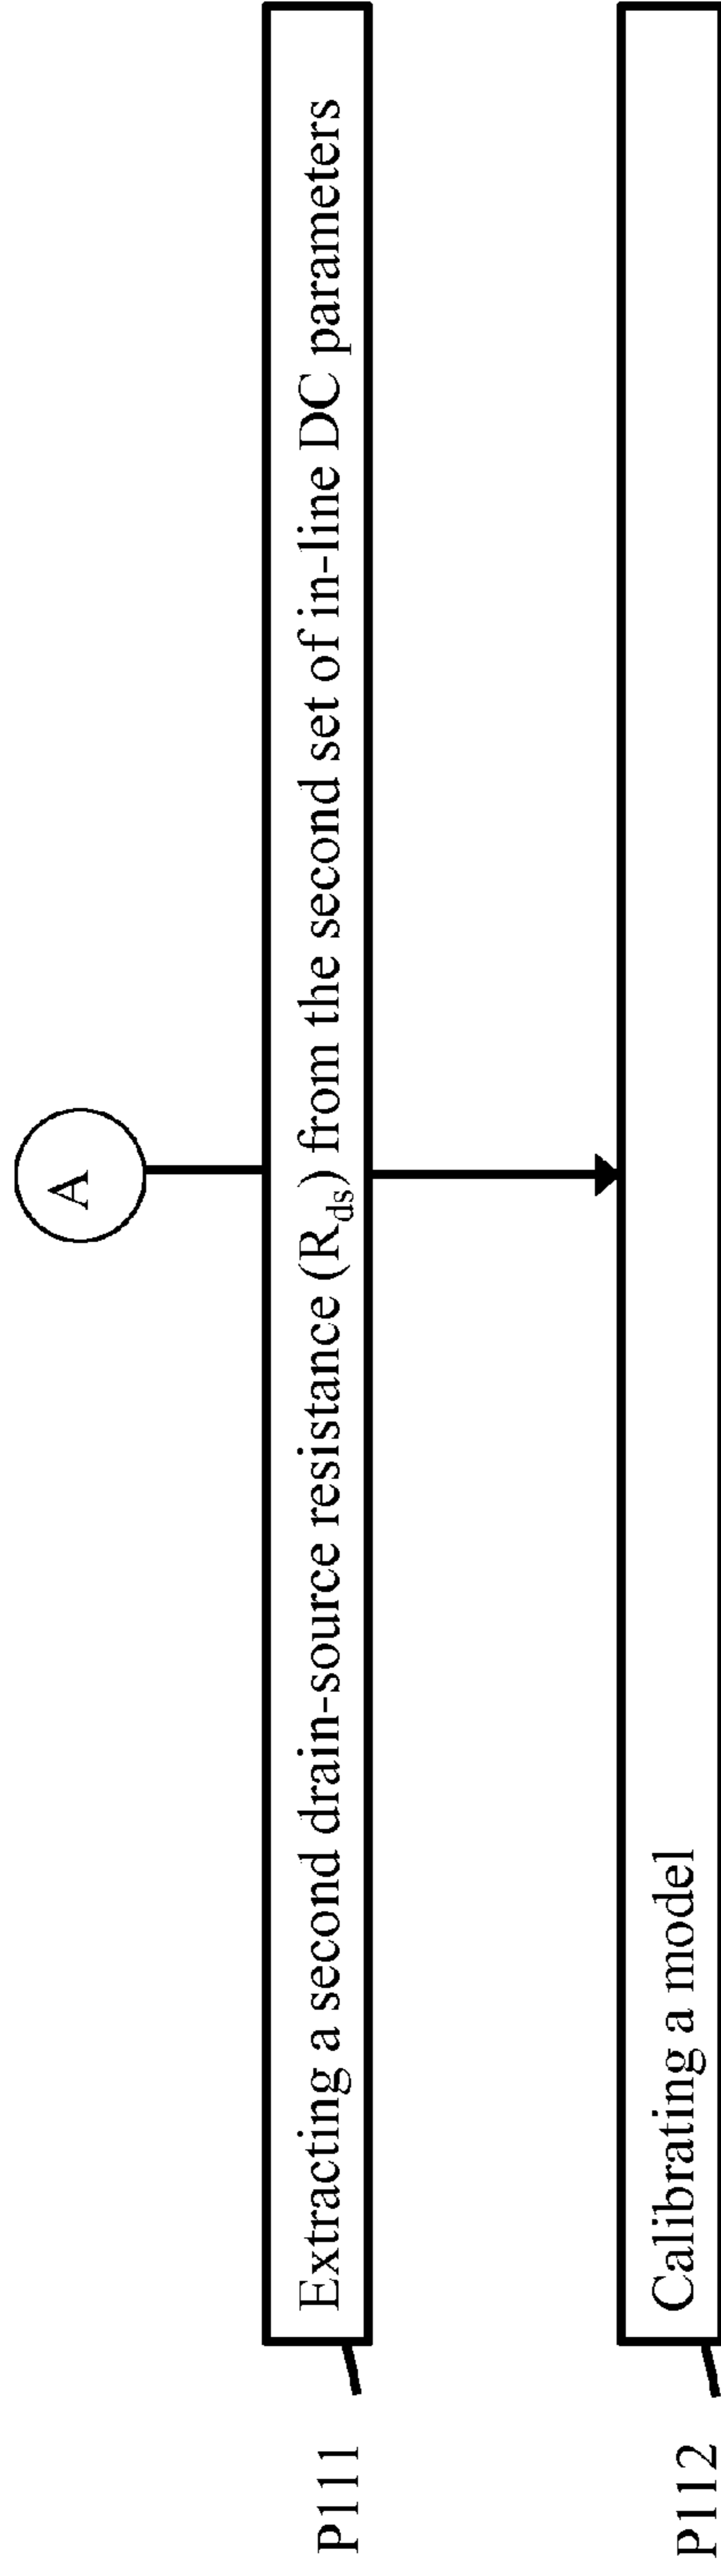 A
P111
Extracting a second drain-source resistance (Rds) from the second set of in-line DC parameters
P112
Calibrating a model